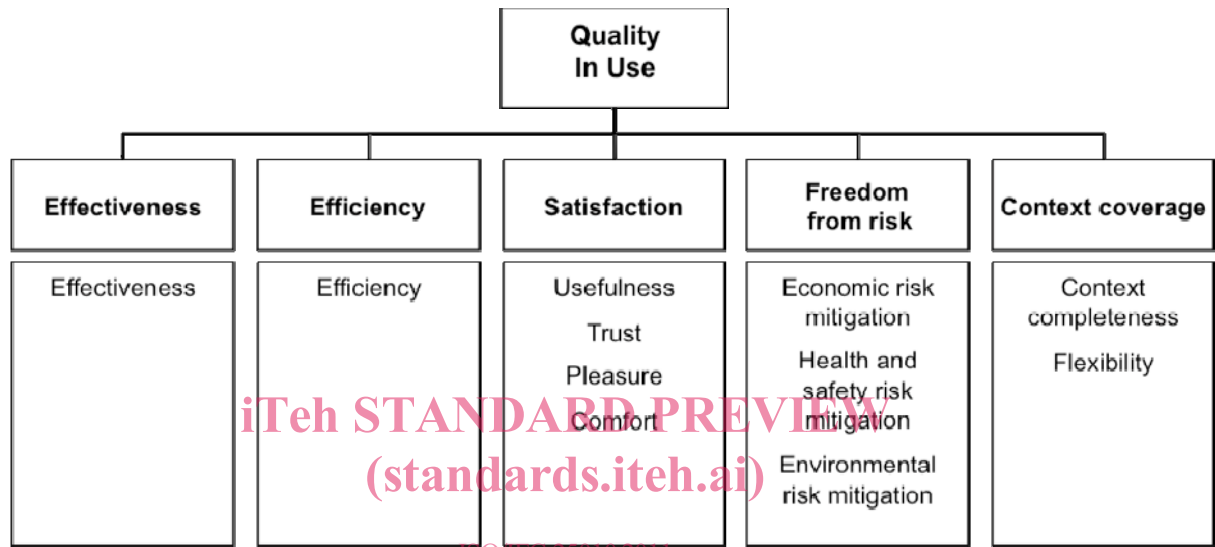 Quality
In Use
Effectiveness
Efficiency
Satisfaction
Freedom
from risk
Context coverage
Effectiveness
Efficiency
Usefulness
Trust
Pleasure
Comfort
Economic risk
mitigation
Health and
safety risk
mitigation
Environmental
risk mitigation
Context
completeness
Flexibility
iTeh STANDARD PREVIEW
(standards.iteh.ai)